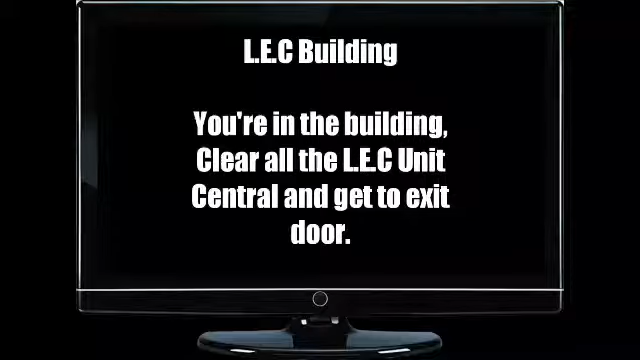 L.E.C Building
You're in the building,
Clear all the L.E.C Unit
Central and get to exit
door.